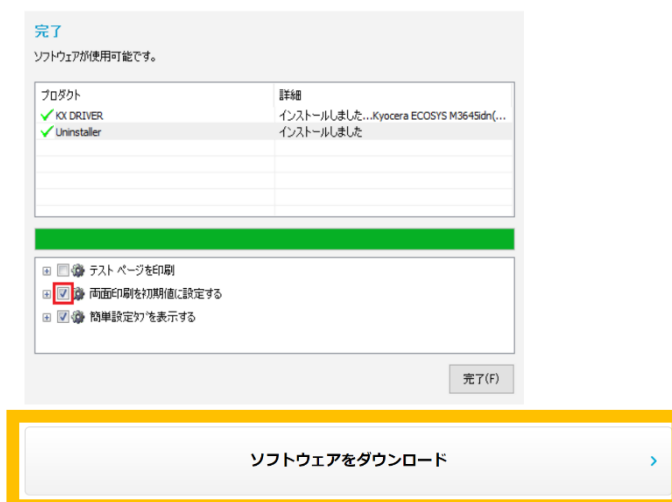 完了
ソフトウェアが使用可能です。
プロダクト 詳細
KX DRIVER インストールしました...Kyocera ECOSYS M3645idn(...
Uninstaller インストールしました
テスト ページを印刷
両面印刷を初期値に設定する
簡単設定タブを表示する
完了(F)
ソフトウェアをダウンロード